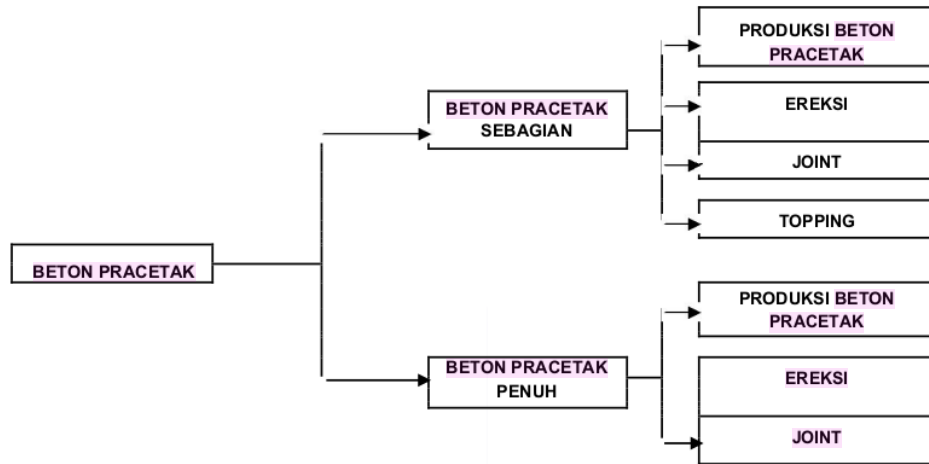 PRODUKSI BETON
PRACETAK
EREKSI
BETON PRACETAK
SEBAGIAN
JOINT
TOPPING
BETON PRACETAK
PRODUKSI BETON
PRACETAK
BETON PRACETAK
PENUH
EREKSI
JOINT